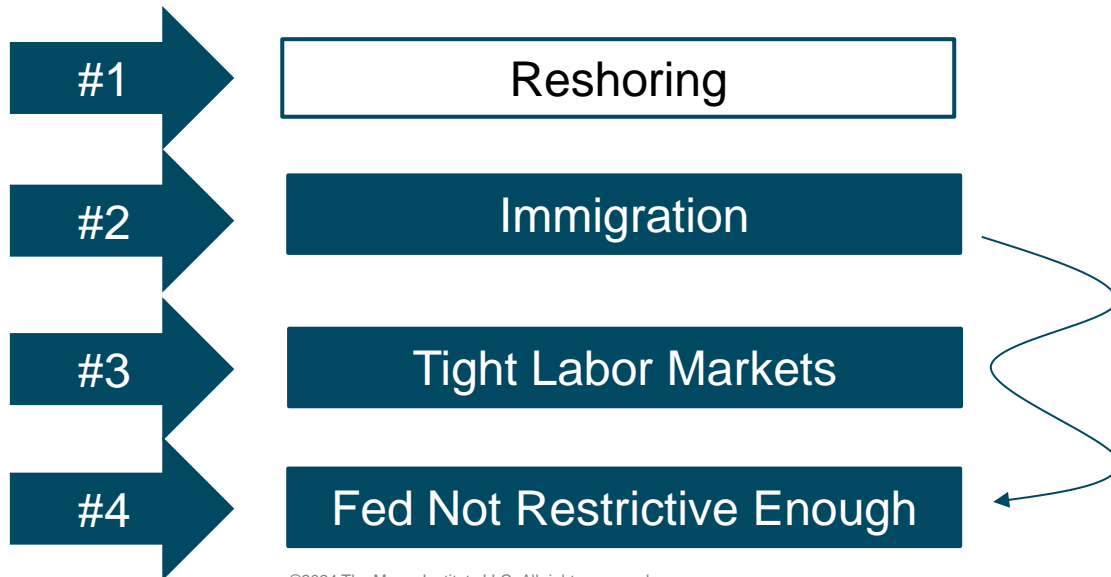 #1
Reshoring
#2
Immigration
#3
Tight Labor Markets
#4
Fed Not Restrictive Enough